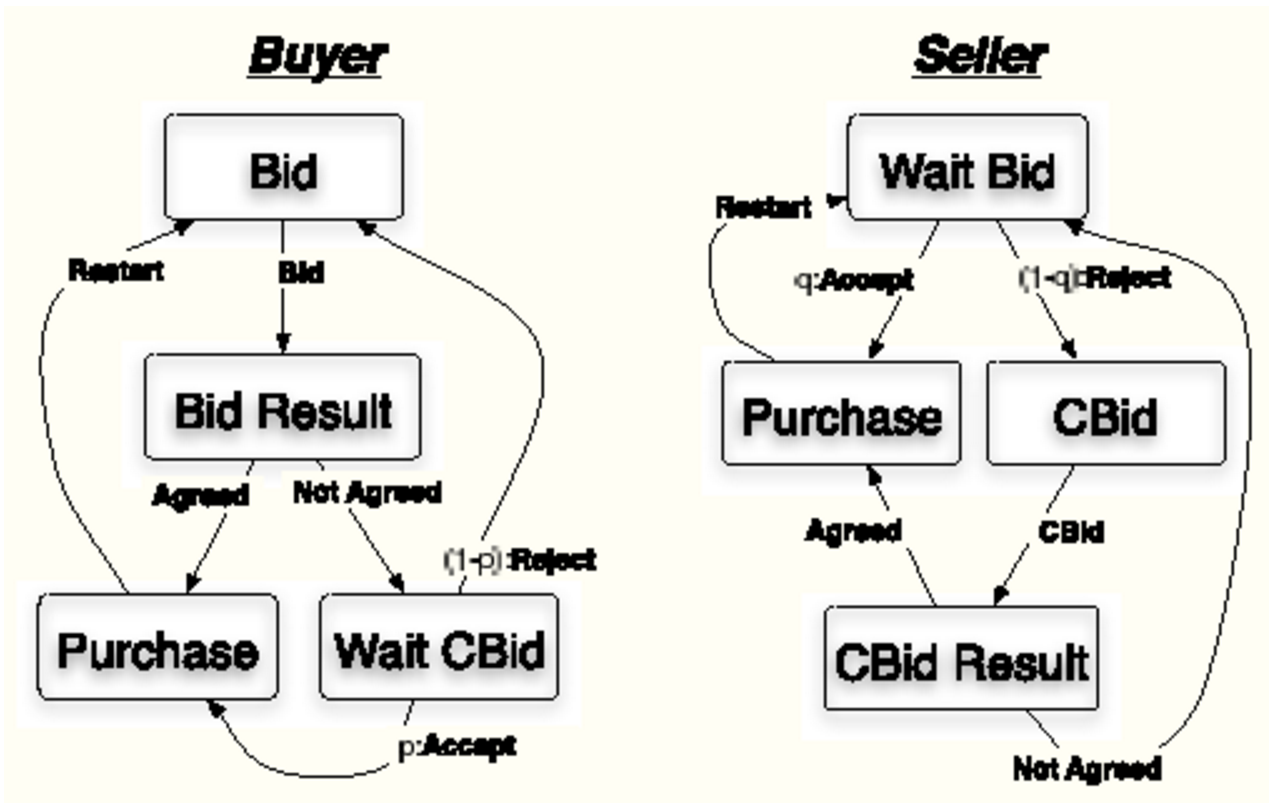 Buyer
Bid
Restart
Bid
Bid Result
Agreed
Not Agreed
(1-p):Reject
Purchase
Wait CBid
p:Accept
Seller
Wait Bid
Restart
q:Accept
(1-q):Reject
Purchase
CBid
Agreed
CBid
CBid Result
Not Agreed